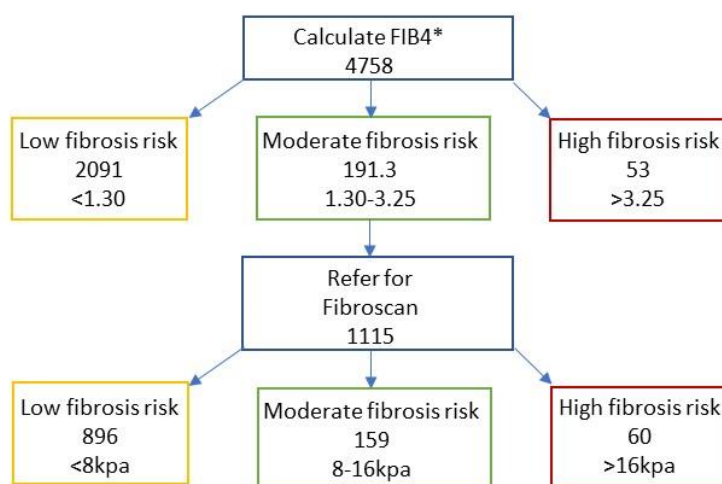 Calculate FIB4*
4758
Low fibrosis risk
2091
<1.30
Moderate fibrosis risk
191.3
1.30-3.25
High fibrosis risk
53
>3.25
Refer for
Fibroscan
1115
Low fibrosis risk
896
<8kpa
Moderate fibrosis risk
159
8-16kpa
High fibrosis risk
60
>16kpa